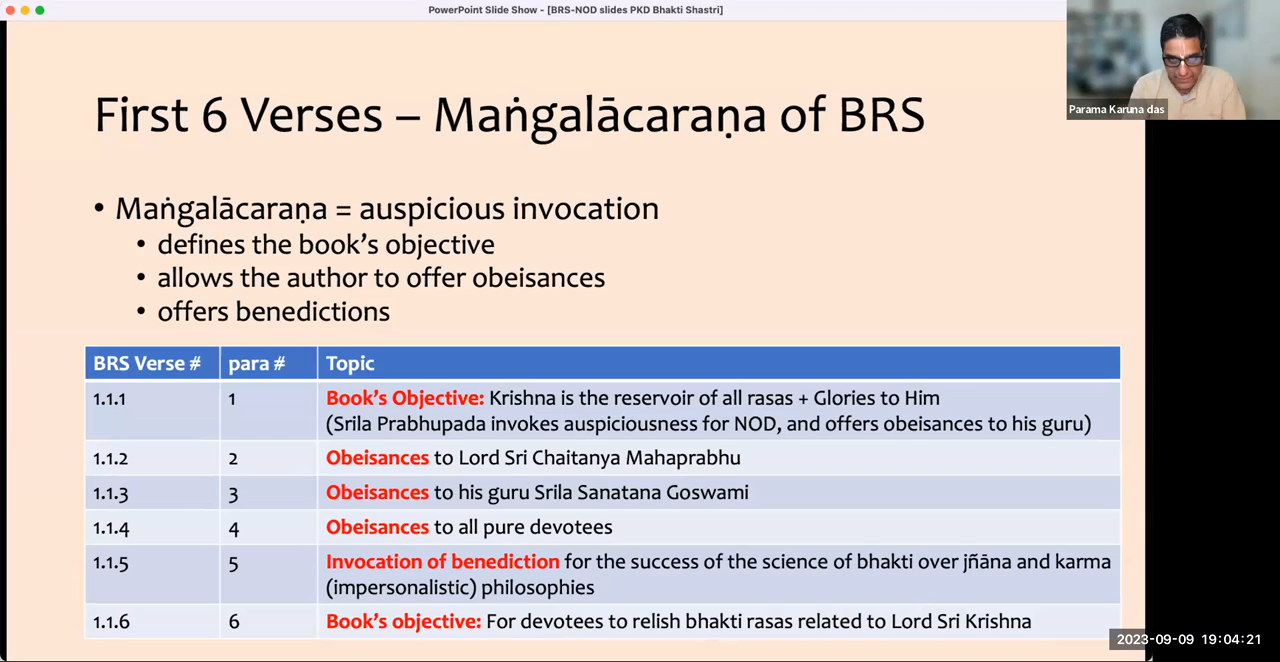 PowerPoint Slide Show - [BRS-NOD slides PKD Bhakti Shastri]
Parama Karuna das
First 6 Verses – Maṅgalācaraṇa of BRS
• Maṅgalācaraṇa = auspicious invocation
• defines the book's objective
• allows the author to offer obeisances
• offers benedictions
BRS Verse # para # Topic
1.1.1 1 Book's Objective: Krishna is the reservoir of all rasas + Glories to Him
(Srila Prabhupada invokes auspiciousness for NOD, and offers obeisances to his guru)
1.1.2 2 Obeisances to Lord Sri Chaitanya Mahaprabhu
1.1.3 3 Obeisances to his guru Srila Sanatana Goswami
1.1.4 4 Obeisances to all pure devotees
1.1.5 5 Invocation of benediction for the success of the science of bhakti over jñāna and karma
(impersonalistic) philosophies
1.1.6 6 Book's objective: For devotees to relish bhakti rasas related to Lord Sri Krishna
2023-09-09 19:04:21